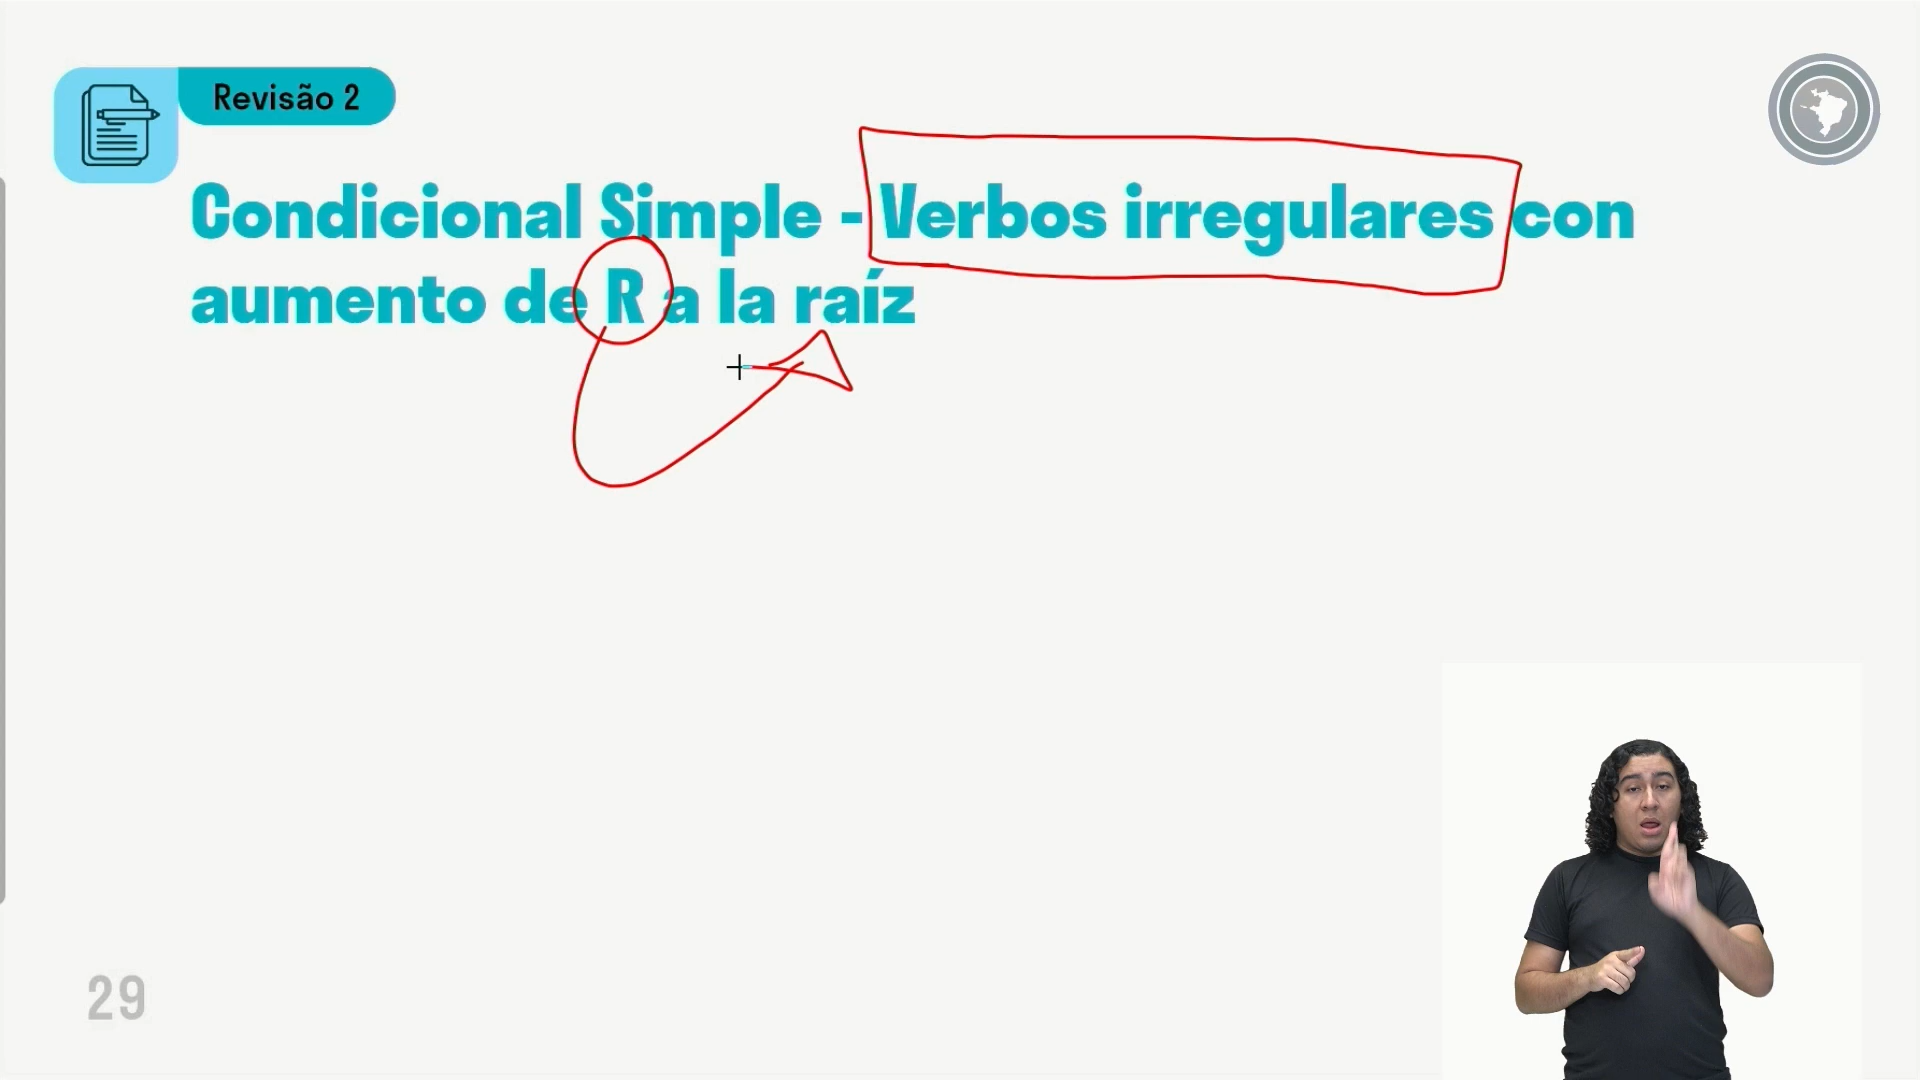 Revisão 2
Condicional Simple - Verbos irregulares con
aumento de R a la raíz
29